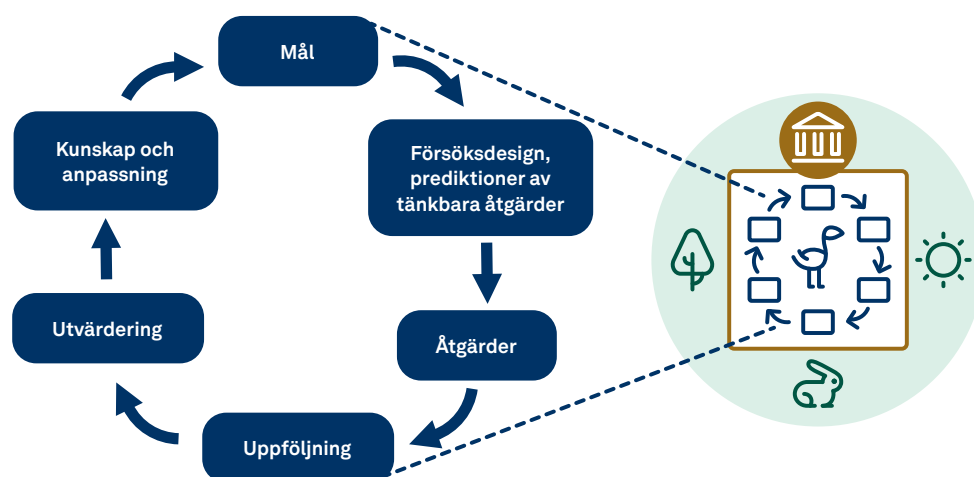 Mål
Försöksdesign,
prediktioner av
tänkbara åtgärder
Åtgärder
Uppföljning
Utvärdering
Kunskap och
anpassning